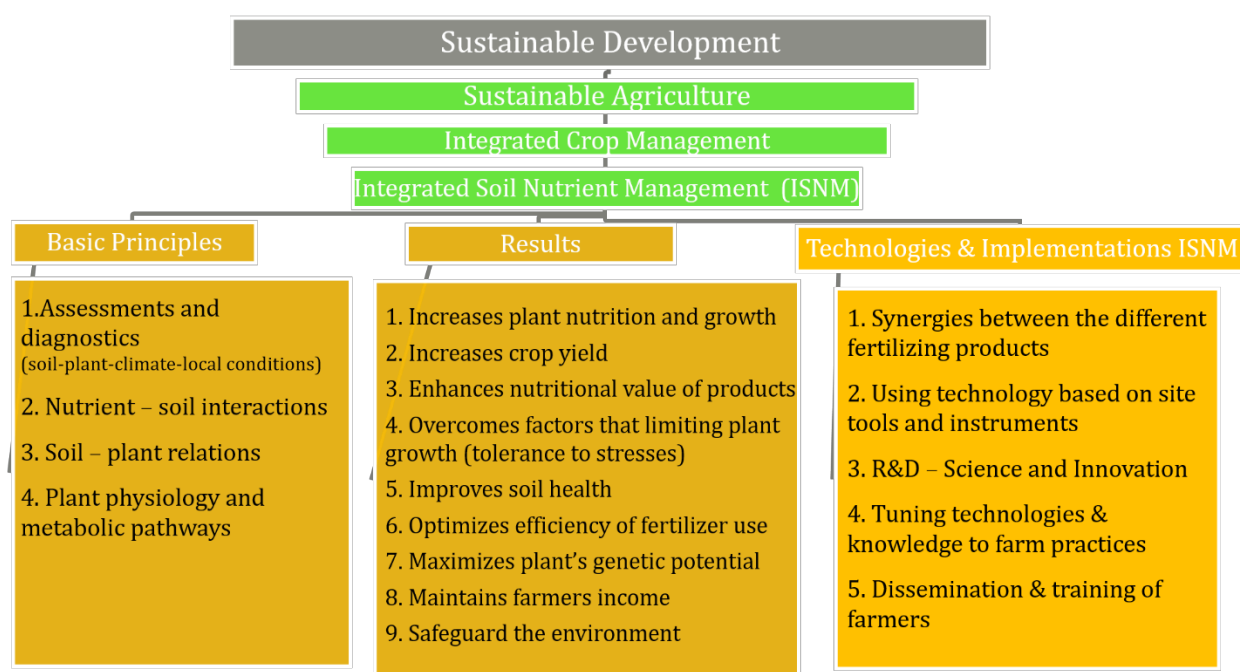 Sustainable Development
Sustainable Agriculture
Integrated Crop Management
Integrated Soil Nutrient Management (ISNM)
Basic Principles
1.Assessments and
diagnostics
(soil-plant-climate-local conditions)
2. Nutrient – soil interactions
3. Soil – plant relations
4. Plant physiology and
metabolic pathways
Results
1. Increases plant nutrition and growth
2. Increases crop yield
3. Enhances nutritional value of products
4. Overcomes factors that limiting plant
growth (tolerance to stresses)
5. Improves soil health
6. Optimizes efficiency of fertilizer use
7. Maximizes plant’s genetic potential
8. Maintains farmers income
9. Safeguard the environment
Technologies & Implementations ISNM
1. Synergies between the different
fertilizing products
2. Using technology based on site
tools and instruments
3. R&D – Science and Innovation
4. Tuning technologies &
knowledge to farm practices
5. Dissemination & training of
farmers